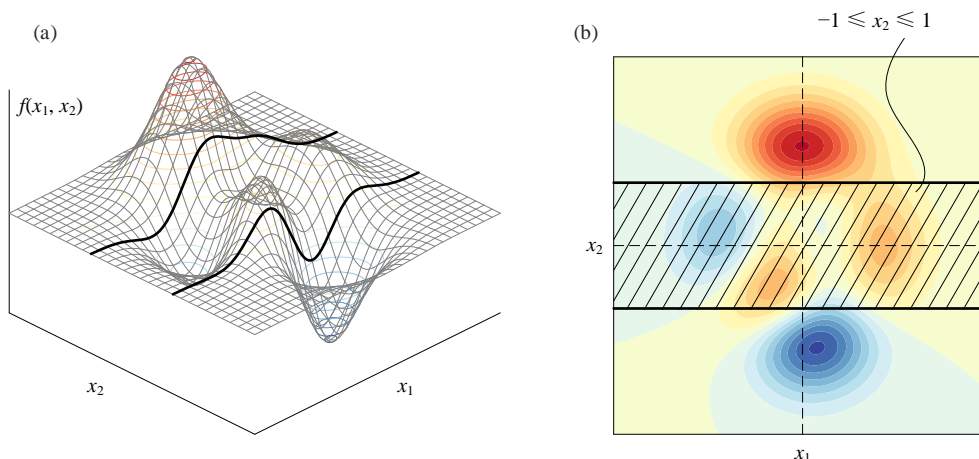 (a)
f(x₁, x₂)
x₂
x₁
(b)
−1 ⩽ x₂ ⩽ 1
x₂
x₁